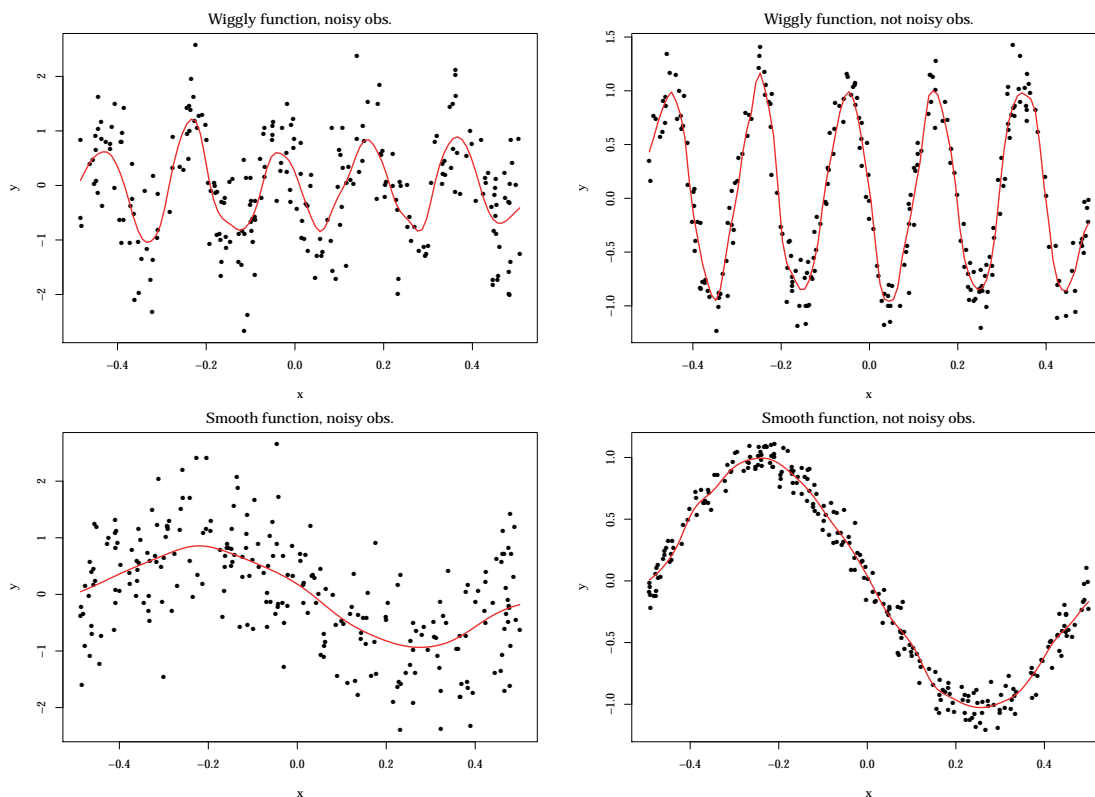 Wiggly function, noisy obs.
y
2
1
0
−1
−2
−0.4 −0.2 0.0 0.2 0.4
x
Wiggly function, not noisy obs.
y
1.5
1.0
0.5
0.0
−0.5
−1.0
−0.4 −0.2 0.0 0.2 0.4
x
Smooth function, noisy obs.
y
2
1
0
−1
−2
−0.4 −0.2 0.0 0.2 0.4
x
Smooth function, not noisy obs.
y
1.0
0.5
0.0
−0.5
−1.0
−0.4 −0.2 0.0 0.2 0.4
x